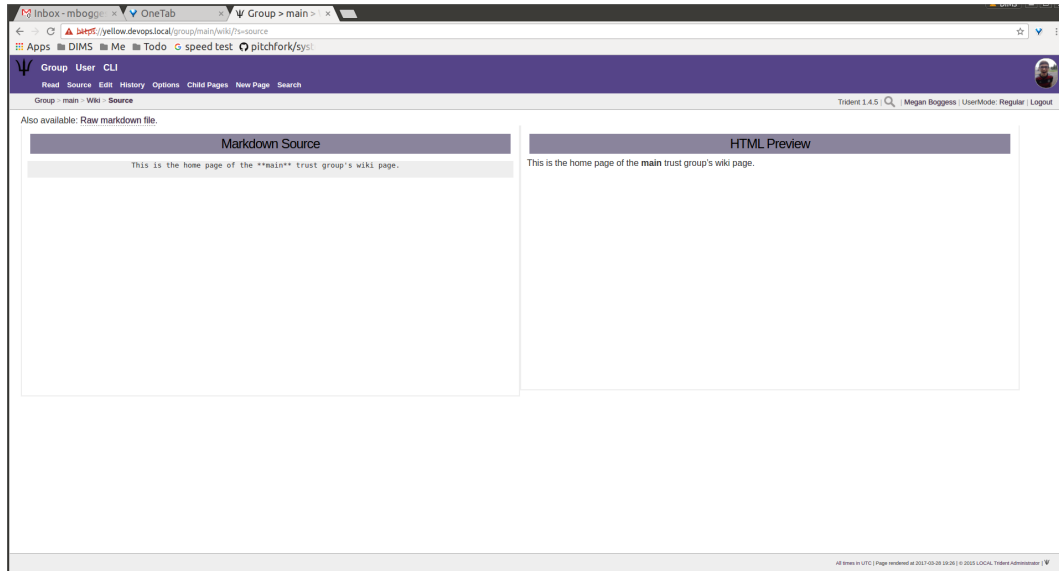 Inbox - mbogge
OneTab
Group > main >
https://yellow.devops.local/group/main/wiki/?s=source
Apps DIMS Me Todo speed test pitchfork/syst
Group User CLI
Read Source Edit History Options Child Pages New Page Search
Group > main > Wiki > Source
Trident 1.4.5 | | Megan Boggess | UserMode: Regular | Logout
Also available: Raw markdown file.
Markdown Source
This is the home page of the **main** trust group's wiki page.
HTML Preview
This is the home page of the main trust group's wiki page.
All times in UTC | Page rendered at 2017-03-28 19:26 | © 2015 LOCAL Trident Administrator | Ψ